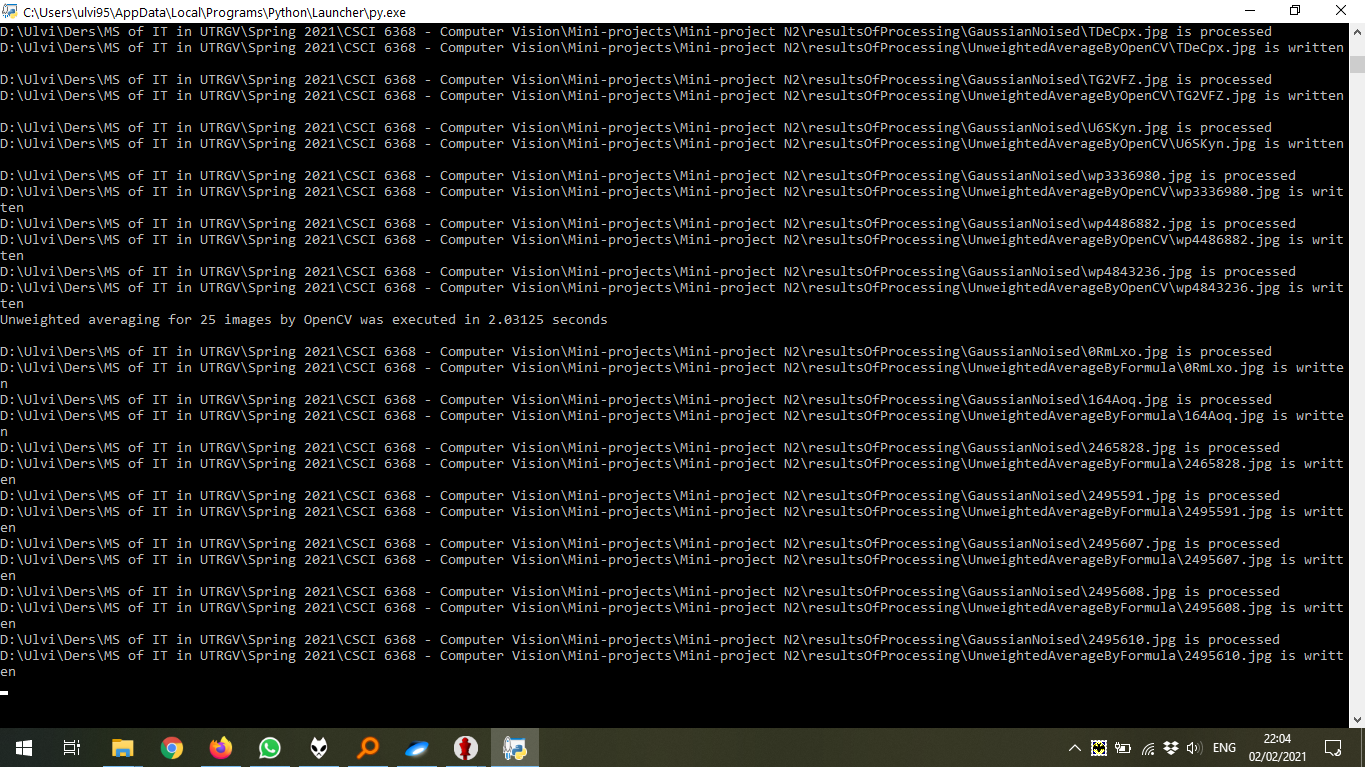 C:\Users\ulvi95\AppData\Local\Programs\Python\Launcher\py.exe
D:\Ulvi\Ders\MS of IT in UTRGV\Spring 2021\CSCI 6368 - Computer Vision\Mini-projects\Mini-project N2\resultsOfProcessing\GaussianNoised\TDeCpx.jpg is processed
D:\Ulvi\Ders\MS of IT in UTRGV\Spring 2021\CSCI 6368 - Computer Vision\Mini-projects\Mini-project N2\resultsOfProcessing\UnweightedAverageByOpenCV\TDeCpx.jpg is written
D:\Ulvi\Ders\MS of IT in UTRGV\Spring 2021\CSCI 6368 - Computer Vision\Mini-projects\Mini-project N2\resultsOfProcessing\GaussianNoised\TG2VFZ.jpg is processed
D:\Ulvi\Ders\MS of IT in UTRGV\Spring 2021\CSCI 6368 - Computer Vision\Mini-projects\Mini-project N2\resultsOfProcessing\UnweightedAverageByOpenCV\TG2VFZ.jpg is written
D:\Ulvi\Ders\MS of IT in UTRGV\Spring 2021\CSCI 6368 - Computer Vision\Mini-projects\Mini-project N2\resultsOfProcessing\GaussianNoised\U6SKyn.jpg is processed
D:\Ulvi\Ders\MS of IT in UTRGV\Spring 2021\CSCI 6368 - Computer Vision\Mini-projects\Mini-project N2\resultsOfProcessing\UnweightedAverageByOpenCV\U6SKyn.jpg is written
D:\Ulvi\Ders\MS of IT in UTRGV\Spring 2021\CSCI 6368 - Computer Vision\Mini-projects\Mini-project N2\resultsOfProcessing\GaussianNoised\wp3336980.jpg is processed
D:\Ulvi\Ders\MS of IT in UTRGV\Spring 2021\CSCI 6368 - Computer Vision\Mini-projects\Mini-project N2\resultsOfProcessing\UnweightedAverageByOpenCV\wp3336980.jpg is writ
ten
D:\Ulvi\Ders\MS of IT in UTRGV\Spring 2021\CSCI 6368 - Computer Vision\Mini-projects\Mini-project N2\resultsOfProcessing\GaussianNoised\wp4486882.jpg is processed
D:\Ulvi\Ders\MS of IT in UTRGV\Spring 2021\CSCI 6368 - Computer Vision\Mini-projects\Mini-project N2\resultsOfProcessing\UnweightedAverageByOpenCV\wp4486882.jpg is writ
ten
D:\Ulvi\Ders\MS of IT in UTRGV\Spring 2021\CSCI 6368 - Computer Vision\Mini-projects\Mini-project N2\resultsOfProcessing\GaussianNoised\wp4843236.jpg is processed
D:\Ulvi\Ders\MS of IT in UTRGV\Spring 2021\CSCI 6368 - Computer Vision\Mini-projects\Mini-project N2\resultsOfProcessing\UnweightedAverageByOpenCV\wp4843236.jpg is writ
ten
Unweighted averaging for 25 images by OpenCV was executed in 2.03125 seconds
D:\Ulvi\Ders\MS of IT in UTRGV\Spring 2021\CSCI 6368 - Computer Vision\Mini-projects\Mini-project N2\resultsOfProcessing\GaussianNoised\0RmLxo.jpg is processed
D:\Ulvi\Ders\MS of IT in UTRGV\Spring 2021\CSCI 6368 - Computer Vision\Mini-projects\Mini-project N2\resultsOfProcessing\UnweightedAverageByFormula\0RmLxo.jpg is writte
n
D:\Ulvi\Ders\MS of IT in UTRGV\Spring 2021\CSCI 6368 - Computer Vision\Mini-projects\Mini-project N2\resultsOfProcessing\GaussianNoised\164Aoq.jpg is processed
D:\Ulvi\Ders\MS of IT in UTRGV\Spring 2021\CSCI 6368 - Computer Vision\Mini-projects\Mini-project N2\resultsOfProcessing\UnweightedAverageByFormula\164Aoq.jpg is writte
n
D:\Ulvi\Ders\MS of IT in UTRGV\Spring 2021\CSCI 6368 - Computer Vision\Mini-projects\Mini-project N2\resultsOfProcessing\GaussianNoised\2465828.jpg is processed
D:\Ulvi\Ders\MS of IT in UTRGV\Spring 2021\CSCI 6368 - Computer Vision\Mini-projects\Mini-project N2\resultsOfProcessing\UnweightedAverageByFormula\2465828.jpg is writt
en
D:\Ulvi\Ders\MS of IT in UTRGV\Spring 2021\CSCI 6368 - Computer Vision\Mini-projects\Mini-project N2\resultsOfProcessing\GaussianNoised\2495591.jpg is processed
D:\Ulvi\Ders\MS of IT in UTRGV\Spring 2021\CSCI 6368 - Computer Vision\Mini-projects\Mini-project N2\resultsOfProcessing\UnweightedAverageByFormula\2495591.jpg is writt
en
D:\Ulvi\Ders\MS of IT in UTRGV\Spring 2021\CSCI 6368 - Computer Vision\Mini-projects\Mini-project N2\resultsOfProcessing\GaussianNoised\2495607.jpg is processed
D:\Ulvi\Ders\MS of IT in UTRGV\Spring 2021\CSCI 6368 - Computer Vision\Mini-projects\Mini-project N2\resultsOfProcessing\UnweightedAverageByFormula\2495607.jpg is writt
en
D:\Ulvi\Ders\MS of IT in UTRGV\Spring 2021\CSCI 6368 - Computer Vision\Mini-projects\Mini-project N2\resultsOfProcessing\GaussianNoised\2495608.jpg is processed
D:\Ulvi\Ders\MS of IT in UTRGV\Spring 2021\CSCI 6368 - Computer Vision\Mini-projects\Mini-project N2\resultsOfProcessing\UnweightedAverageByFormula\2495608.jpg is writt
en
D:\Ulvi\Ders\MS of IT in UTRGV\Spring 2021\CSCI 6368 - Computer Vision\Mini-projects\Mini-project N2\resultsOfProcessing\GaussianNoised\2495610.jpg is processed
D:\Ulvi\Ders\MS of IT in UTRGV\Spring 2021\CSCI 6368 - Computer Vision\Mini-projects\Mini-project N2\resultsOfProcessing\UnweightedAverageByFormula\2495610.jpg is writt
en
ENG
22:04
02/02/2021